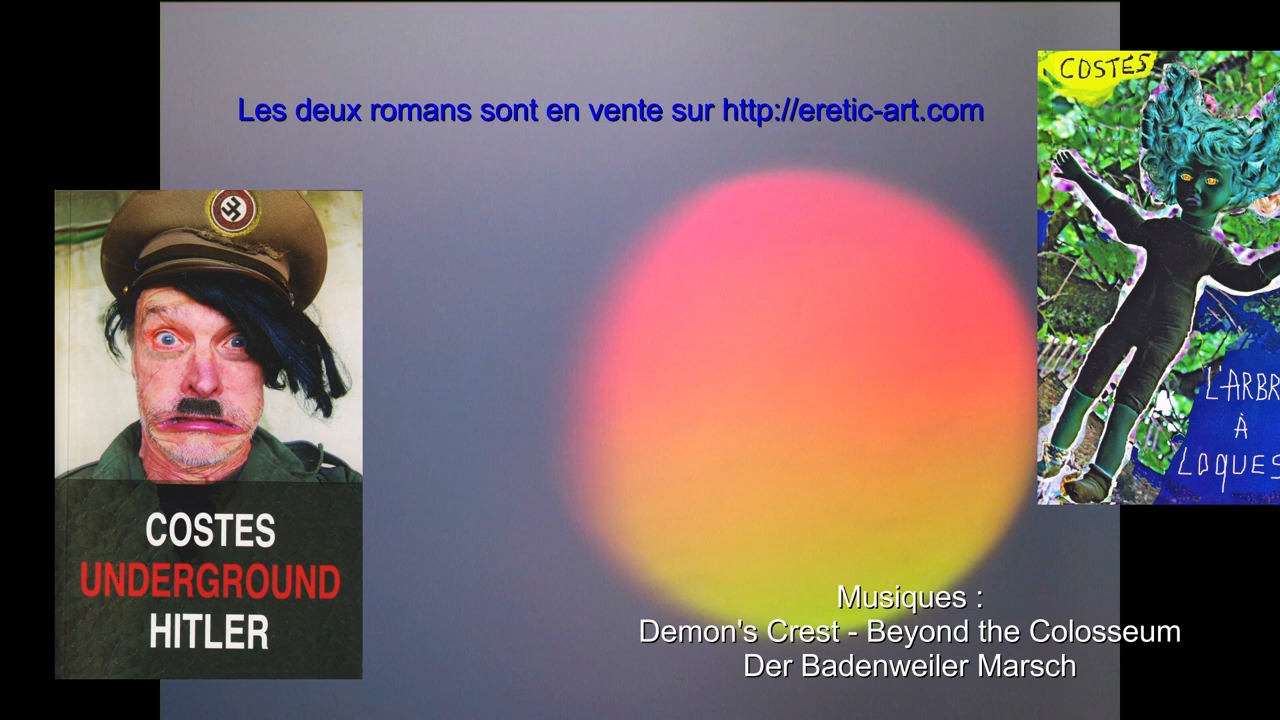 Les deux romans sont en vente sur http://eretic-art.com
COSTES
UNDERGROUND
HITLER
COSTES
L'ARBR
À
LOQUES
Musiques :
Demon's Crest - Beyond the Colosseum
Der Badenweiler Marsch